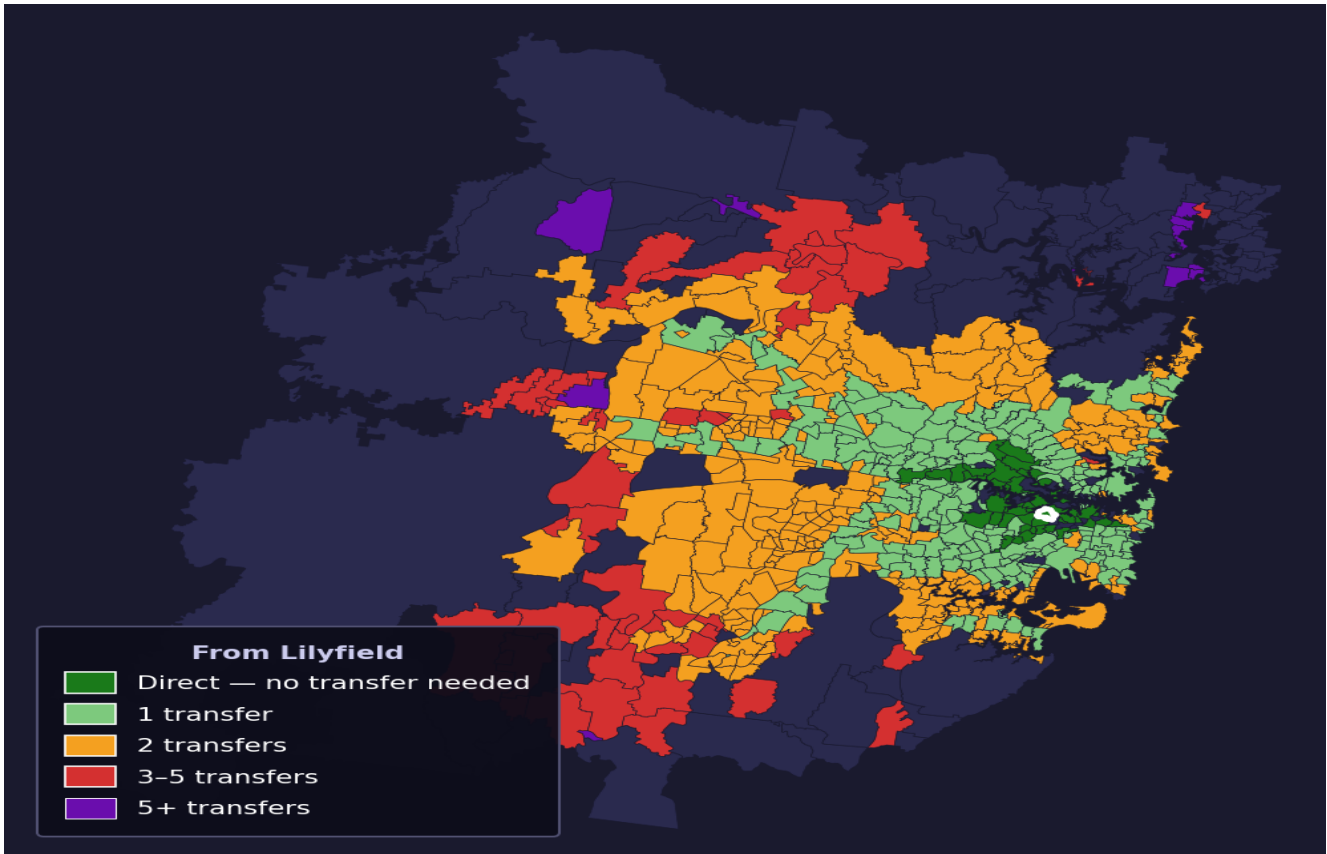 From Lilyfield
Direct — no transfer needed
1 transfer
2 transfers
3–5 transfers
5+ transfers